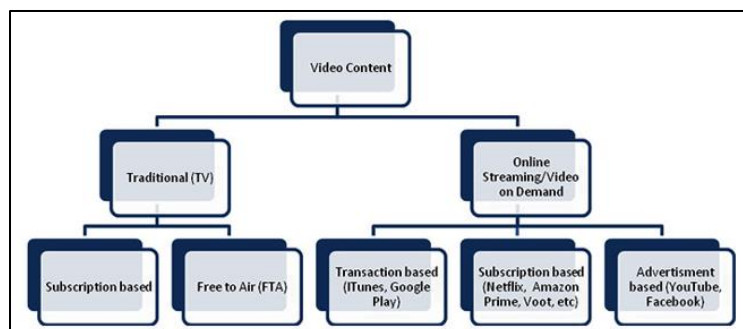 Video Content
Traditional (TV)
Online
Streaming/Video
on Demand
Subscription based
Free to Air (FTA)
Transaction based
(ITunes, Google
Play)
Subscription based
(Netflix, Amazon
Prime, Voot, etc)
Advertisment
based (YouTube,
Facebook)